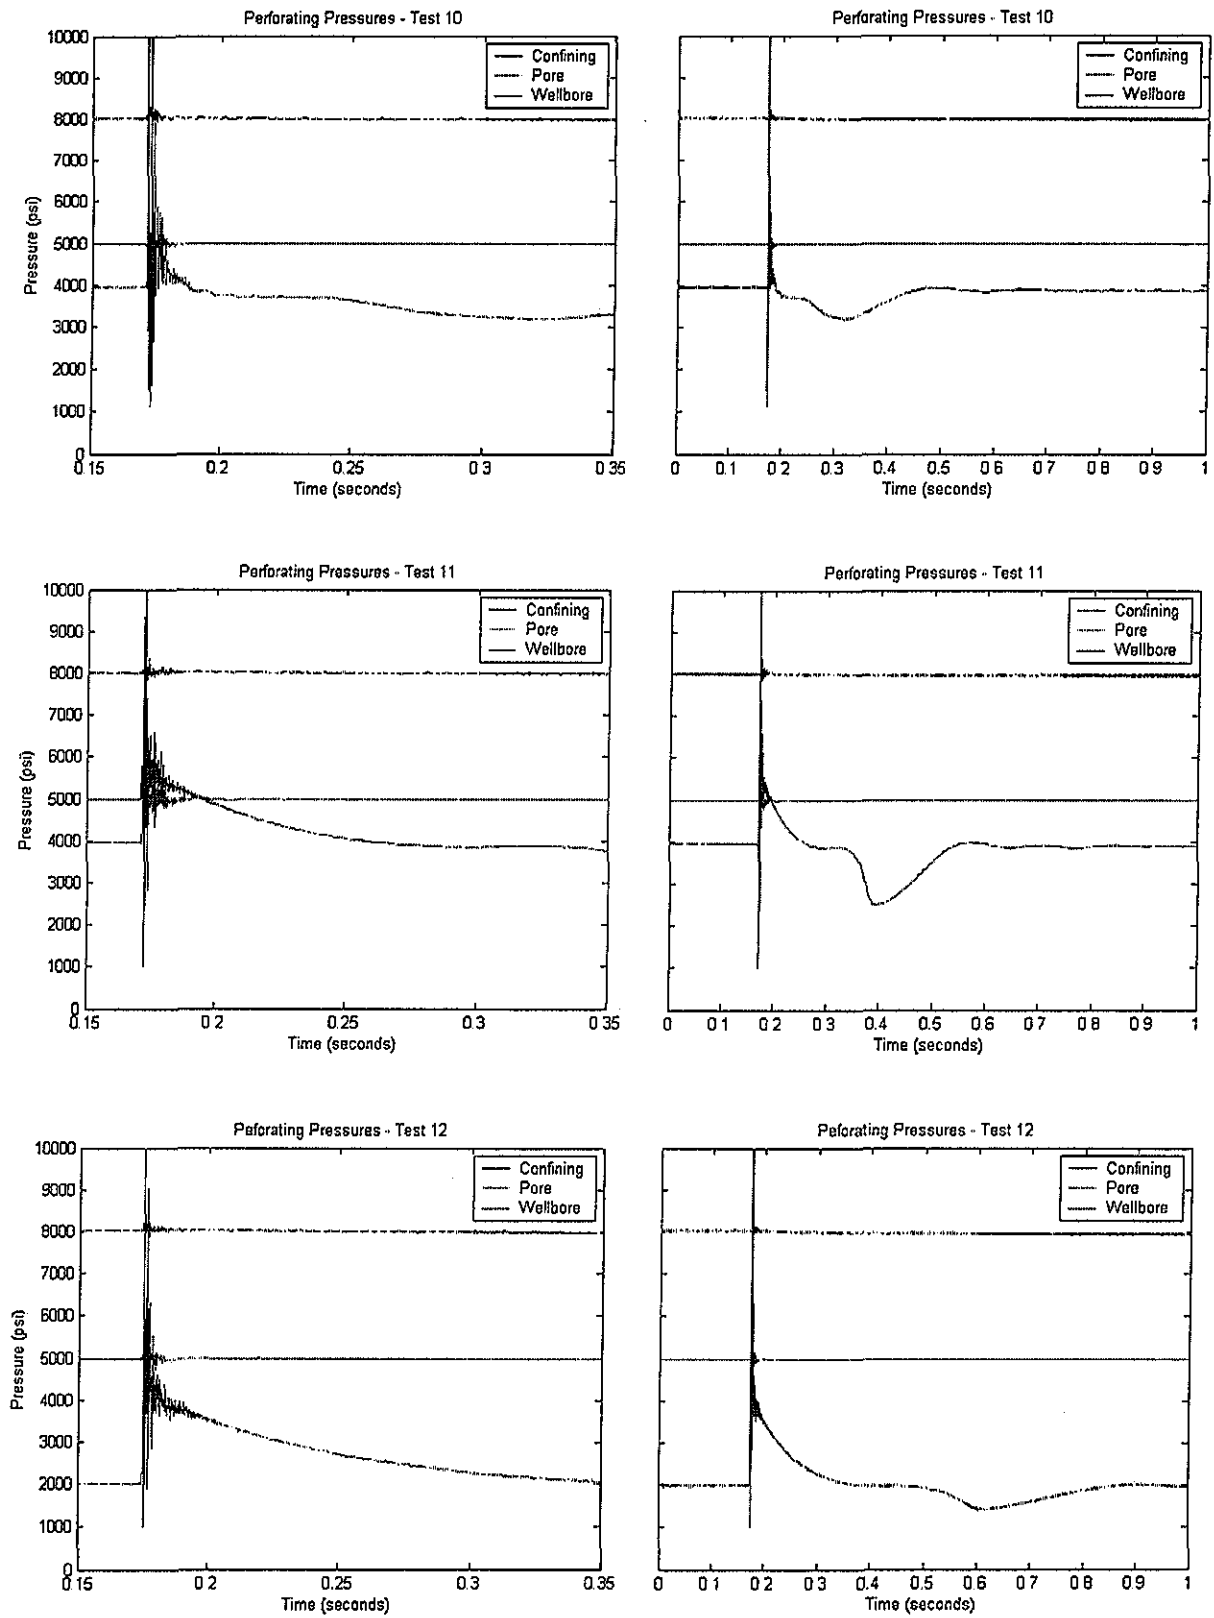 Perforating Pressures - Test 10
10000
9000
8000
7000
6000
5000
4000
3000
2000
1000
0
Pressure (psi)
Confining
Pore
Wellbore
0.15
0.2
0.25
0.3
0.35
Time (seconds)
Perforating Pressures - Test 10
Confining
Pore
Wellbore
0
0.1
0.2
0.3
0.4
0.5
0.6
0.7
0.8
0.9
1
Time (seconds)
Perforating Pressures - Test 11
10000
9000
8000
7000
6000
5000
4000
3000
2000
1000
0
Pressure (psi)
Confining
Pore
Wellbore
0.15
0.2
0.25
0.3
0.35
Time (seconds)
Perforating Pressures - Test 11
Confining
Pore
Wellbore
0
0.1
0.2
0.3
0.4
0.5
0.6
0.7
0.8
0.9
1
Time (seconds)
Peforating Pressures - Test 12
10000
9000
8000
7000
6000
5000
4000
3000
2000
1000
0
Pressure (psi)
Confining
Pore
Wellbore
0.15
0.2
0.25
0.3
0.35
Time (seconds)
Peforating Pressures - Test 12
Confining
Pore
Wellbore
0
0.1
0.2
0.3
0.4
0.5
0.6
0.7
0.8
0.9
1
Time (seconds)